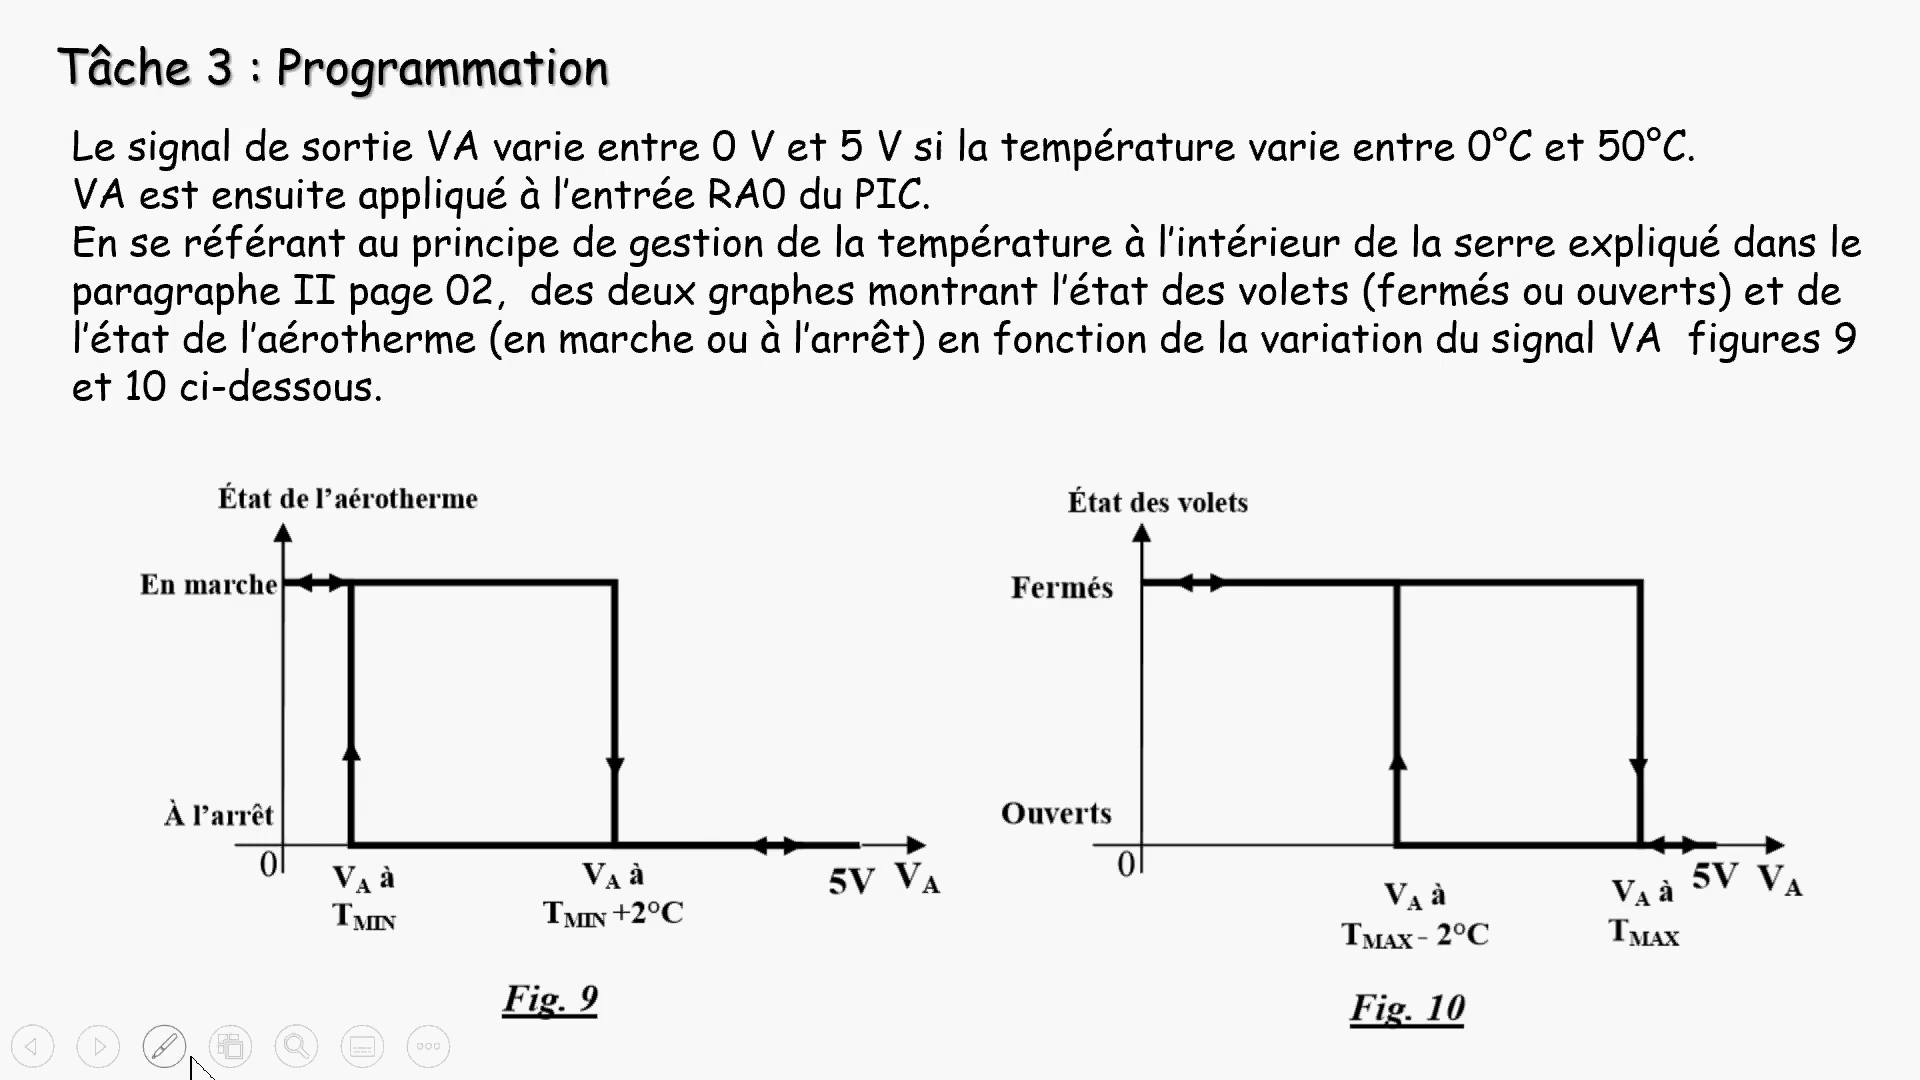 Tâche 3 : Programmation
Le signal de sortie VA varie entre 0 V et 5 V si la température varie entre 0°C et 50°C.
VA est ensuite appliqué à l'entrée RA0 du PIC.
En se référant au principe de gestion de la température à l'intérieur de la serre expliqué dans le
paragraphe II page 02, des deux graphes montrant l'état des volets (fermés ou ouverts) et de
l'état de l'aérotherme (en marche ou à l'arrêt) en fonction de la variation du signal VA figures 9
et 10 ci-dessous.
État de l'aérotherme
En marche
À l'arrêt
0
VA à
TMIN
VA à
TMIN +2°C
5V VA
Fig. 9
État des volets
Fermés
Ouverts
0
VA à
TMAX - 2°C
VA à
TMAX
5V VA
Fig. 10